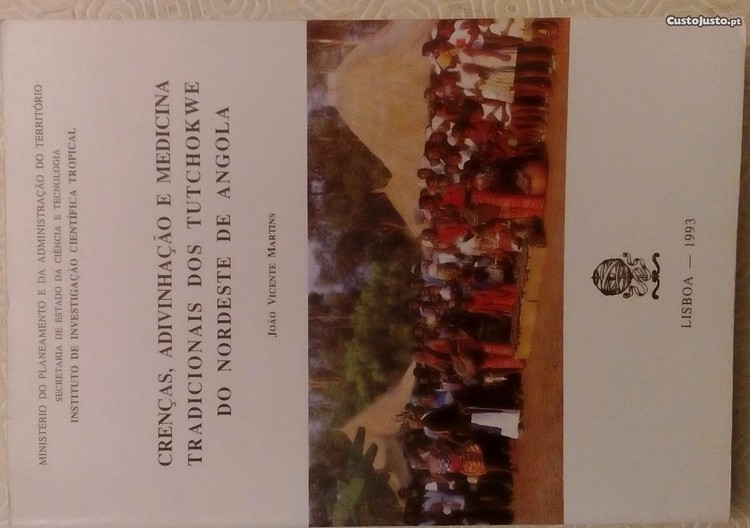 MINISTÉRIO DO PLANEAMENTO E DA ADMINISTRAÇÃO DO TERRITÓRIO
SECRETARIA DE ESTADO DA CIÊNCIA E TECNOLOGIA
INSTITUTO DE INVESTIGAÇÃO CIENTÍFICA TROPICAL
CRENÇAS, ADIVINHAÇÃO E MEDICINA
TRADICIONAIS DOS TUTCHOKWE
DO NORDESTE DE ANGOLA
JOÃO VICENTE MARTINS
LISBOA — 1993
CustoJusto.pt